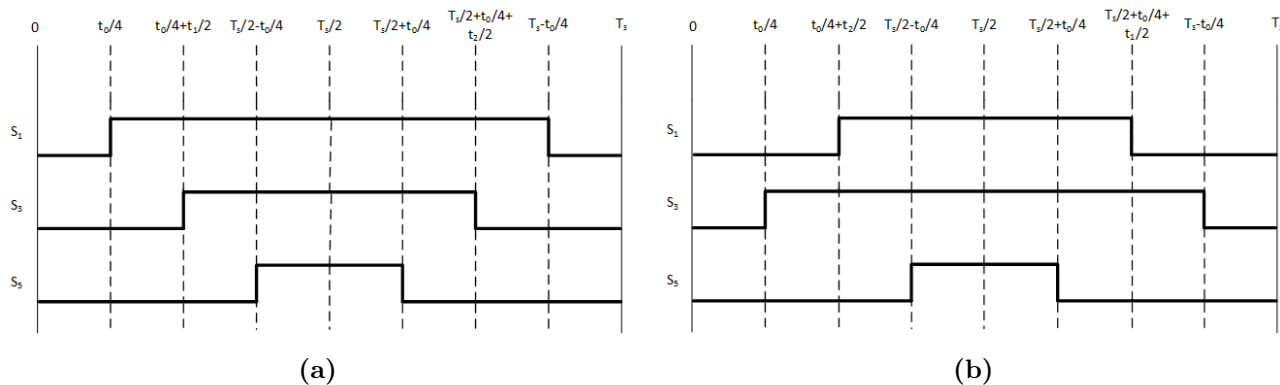 0 t₀/4 t₀/4+t₁/2 Tₛ/2-t₀/4 Tₛ/2 Tₛ/2+t₀/4 Tₛ/2+t₀/4+ t₂/2 Tₛ-t₀/4 Tₛ
S₁
S₃
S₅
(a)
0 t₀/4 t₀/4+t₂/2 Tₛ/2-t₀/4 Tₛ/2 Tₛ/2+t₀/4 Tₛ/2+t₀/4+ t₁/2 Tₛ-t₀/4
S₁
S₃
S₅
(b)